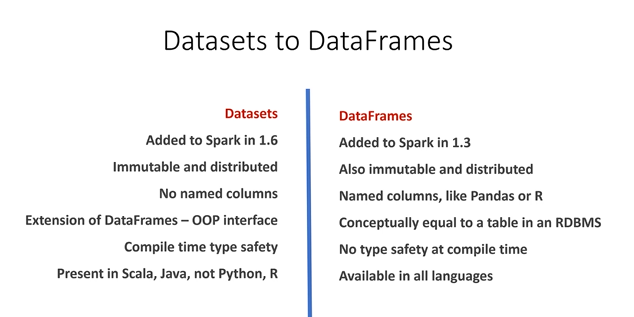 Datasets to DataFrames
Datasets
Added to Spark in 1.6
Immutable and distributed
No named columns
Extension of DataFrames – OOP interface
Compile time type safety
Present in Scala, Java, not Python, R
DataFrames
Added to Spark in 1.3
Also immutable and distributed
Named columns, like Pandas or R
Conceptually equal to a table in an RDBMS
No type safety at compile time
Available in all languages